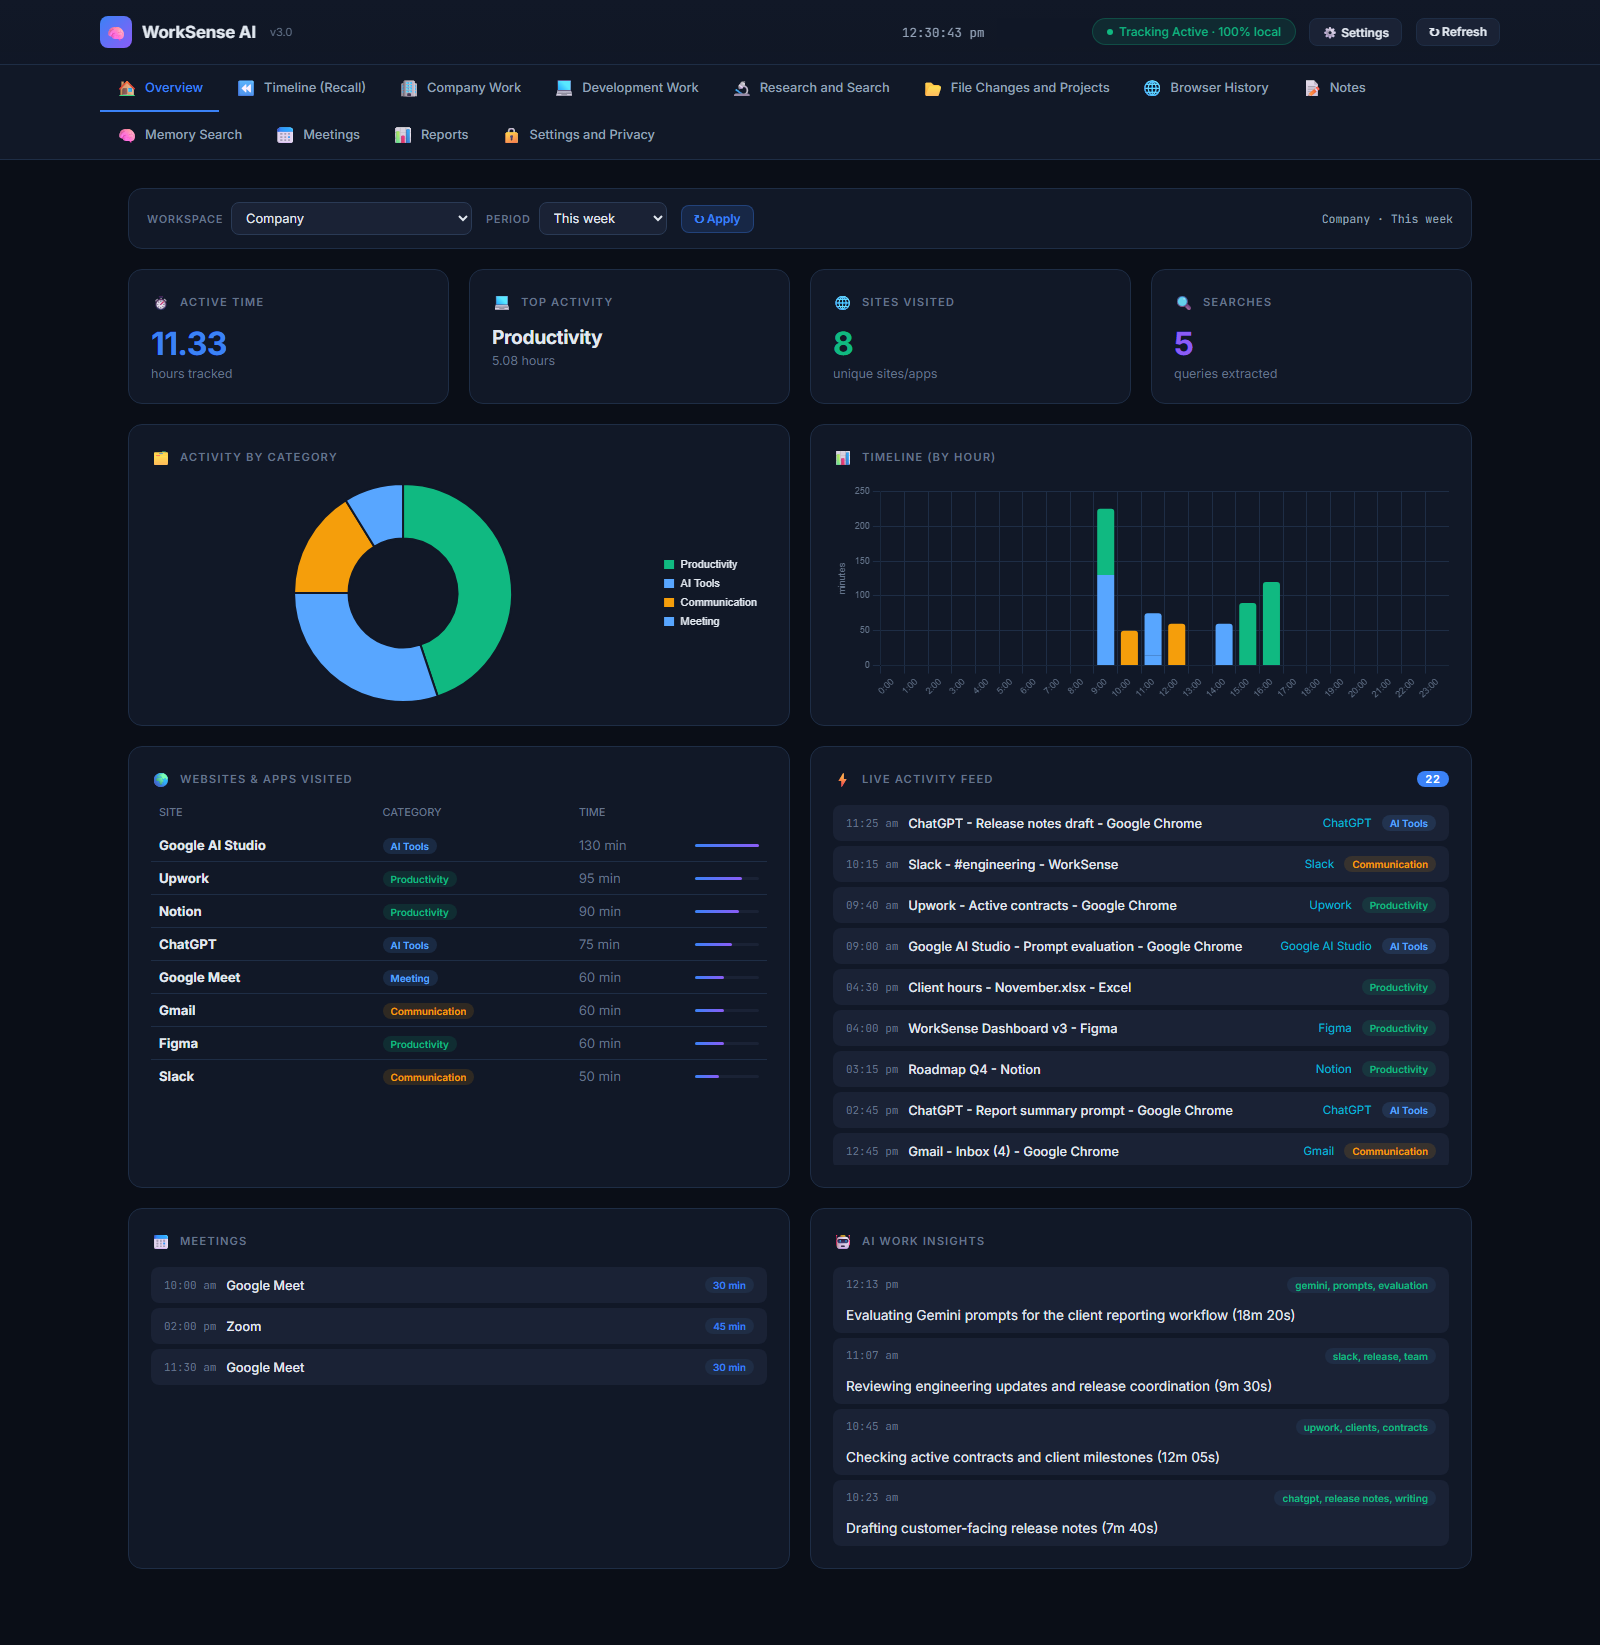 WorkSense AI v3.0
12:30:43 pm
Tracking Active · 100% local
Settings
↻ Refresh
Overview
Timeline (Recall)
Company Work
Development Work
Research and Search
File Changes and Projects
Browser History
Notes
Memory Search
Meetings
Reports
Settings and Privacy
WORKSPACE Company PERIOD This week ↻ Apply
Company · This week
ACTIVE TIME
11.33
hours tracked
TOP ACTIVITY
Productivity
5.08 hours
SITES VISITED
8
unique sites/apps
SEARCHES
5
queries extracted
ACTIVITY BY CATEGORY
Productivity
AI Tools
Communication
Meeting
TIMELINE (BY HOUR)
minutes
250
200
150
100
50
0
0:00 1:00 2:00 3:00 4:00 5:00 6:00 7:00 8:00 9:00 10:00 11:00 12:00 13:00 14:00 15:00 16:00 17:00 18:00 19:00 20:00 21:00 22:00 23:00
WEBSITES & APPS VISITED
SITE CATEGORY TIME
Google AI Studio AI Tools 130 min
Upwork Productivity 95 min
Notion Productivity 90 min
ChatGPT AI Tools 75 min
Google Meet Meeting 60 min
Gmail Communication 60 min
Figma Productivity 60 min
Slack Communication 50 min
LIVE ACTIVITY FEED 22
11:25 am ChatGPT - Release notes draft - Google Chrome ChatGPT AI Tools
10:15 am Slack - #engineering - WorkSense Slack Communication
09:40 am Upwork - Active contracts - Google Chrome Upwork Productivity
09:00 am Google AI Studio - Prompt evaluation - Google Chrome Google AI Studio AI Tools
04:30 pm Client hours - November.xlsx - Excel Productivity
04:00 pm WorkSense Dashboard v3 - Figma Figma Productivity
03:15 pm Roadmap Q4 - Notion Notion Productivity
02:45 pm ChatGPT - Report summary prompt - Google Chrome ChatGPT AI Tools
12:45 pm Gmail - Inbox (4) - Google Chrome Gmail Communication
MEETINGS
10:00 am Google Meet 30 min
02:00 pm Zoom 45 min
11:30 am Google Meet 30 min
AI WORK INSIGHTS
12:13 pm gemini, prompts, evaluation
Evaluating Gemini prompts for the client reporting workflow (18m 20s)
11:07 am slack, release, team
Reviewing engineering updates and release coordination (9m 30s)
10:45 am upwork, clients, contracts
Checking active contracts and client milestones (12m 05s)
10:23 am chatgpt, release notes, writing
Drafting customer-facing release notes (7m 40s)